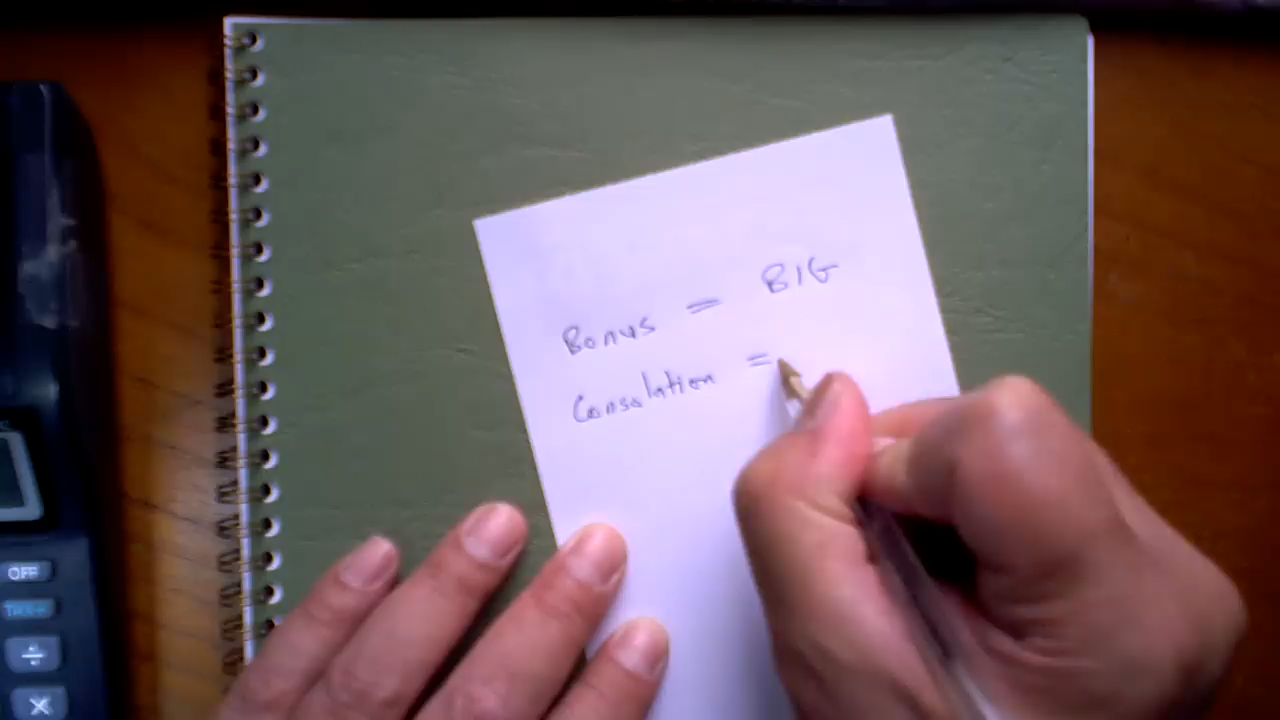 Bonus = BIG
Consolation =
OFF
÷
X